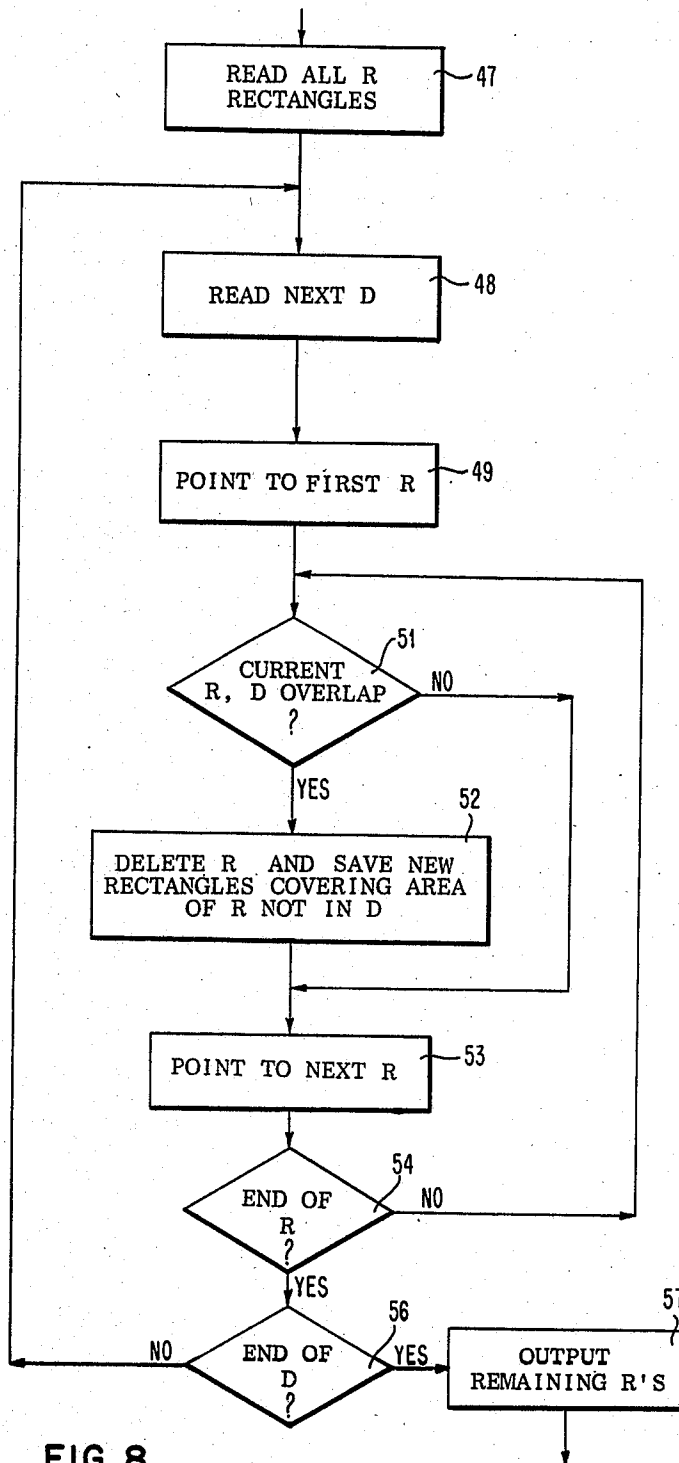 READ ALL R
RECTANGLES
47
READ NEXT D
48
POINT TO FIRST R
49
51
CURRENT
R, D OVERLAP
?
NO
YES
52
DELETE R AND SAVE NEW
RECTANGLES COVERING AREA
OF R NOT IN D
POINT TO NEXT R
53
54
END OF
R
?
NO
YES
56
END OF
D
?
NO
YES
57
OUTPUT
REMAINING R'S
FIG. 8